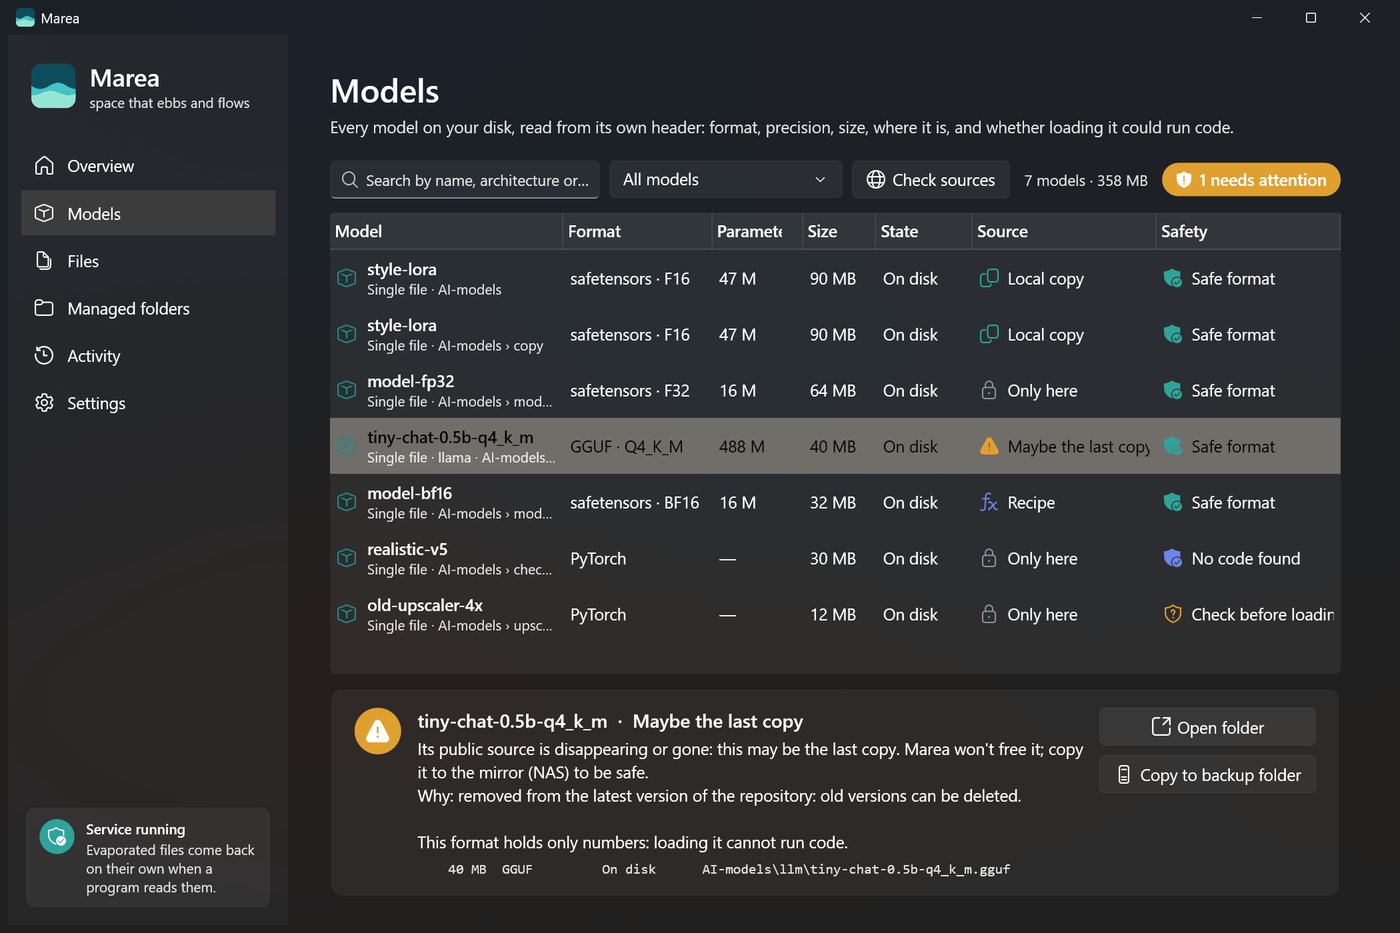 Marea
Marea
space that ebbs and flows
Overview
Models
Files
Managed folders
Activity
Settings
Service running
Evaporated files come back
on their own when a
program reads them.
Models
Every model on your disk, read from its own header: format, precision, size, where it is, and whether loading it could run code.
Search by name, architecture or...
All models
Check sources
7 models · 358 MB
1 needs attention
Model Format Paramete Size State Source Safety
style-lora
Single file · AI-models
safetensors · F16 47 M 90 MB On disk Local copy Safe format
style-lora
Single file · AI-models › copy
safetensors · F16 47 M 90 MB On disk Local copy Safe format
model-fp32
Single file · AI-models › mod...
safetensors · F32 16 M 64 MB On disk Only here Safe format
tiny-chat-0.5b-q4_k_m
Single file · llama · AI-models...
GGUF · Q4_K_M 488 M 40 MB On disk Maybe the last copy Safe format
model-bf16
Single file · AI-models › mod...
safetensors · BF16 16 M 32 MB On disk Recipe Safe format
realistic-v5
Single file · AI-models › chec...
PyTorch — 30 MB On disk Only here No code found
old-upscaler-4x
Single file · AI-models › upsc...
PyTorch — 12 MB On disk Only here Check before loadin
tiny-chat-0.5b-q4_k_m · Maybe the last copy
Its public source is disappearing or gone: this may be the last copy. Marea won't free it; copy
it to the mirror (NAS) to be safe.
Why: removed from the latest version of the repository: old versions can be deleted.
This format holds only numbers: loading it cannot run code.
40 MB GGUF On disk AI-models\llm\tiny-chat-0.5b-q4_k_m.gguf
Open folder
Copy to backup folder